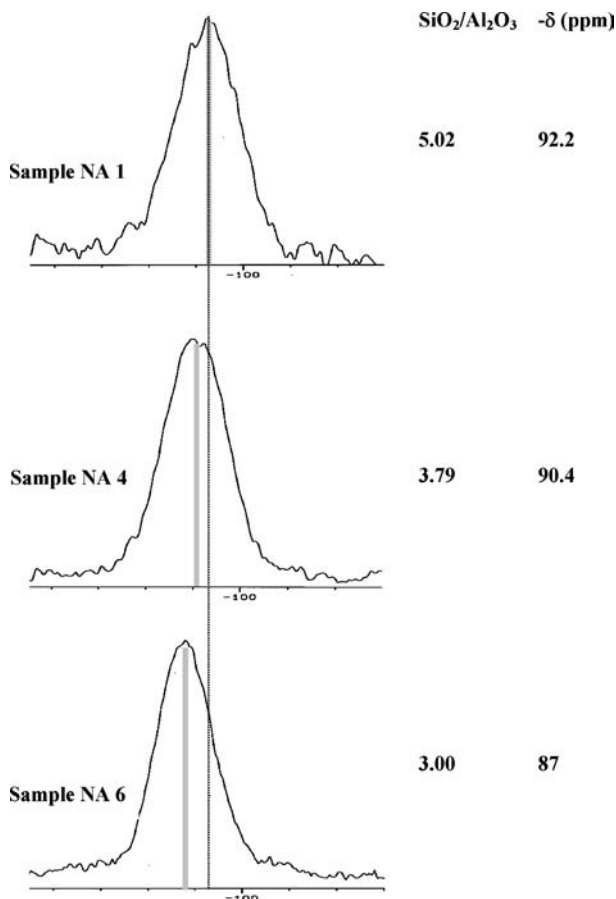 SiO₂/Al₂O₃ -δ (ppm)
5.02 92.2
Sample NA 1
-100
Sample NA 4
3.79 90.4
-100
3.00 87
Sample NA 6
-100